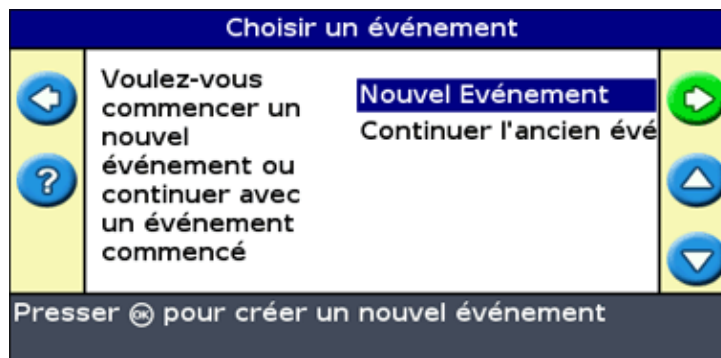 Choisir un événement
Voulez-vous
commencer un
nouvel
événement ou
continuer avec
un événement
commencé
Nouvel Evénement
Continuer l'ancien évé
?
Presser OK pour créer un nouvel événement